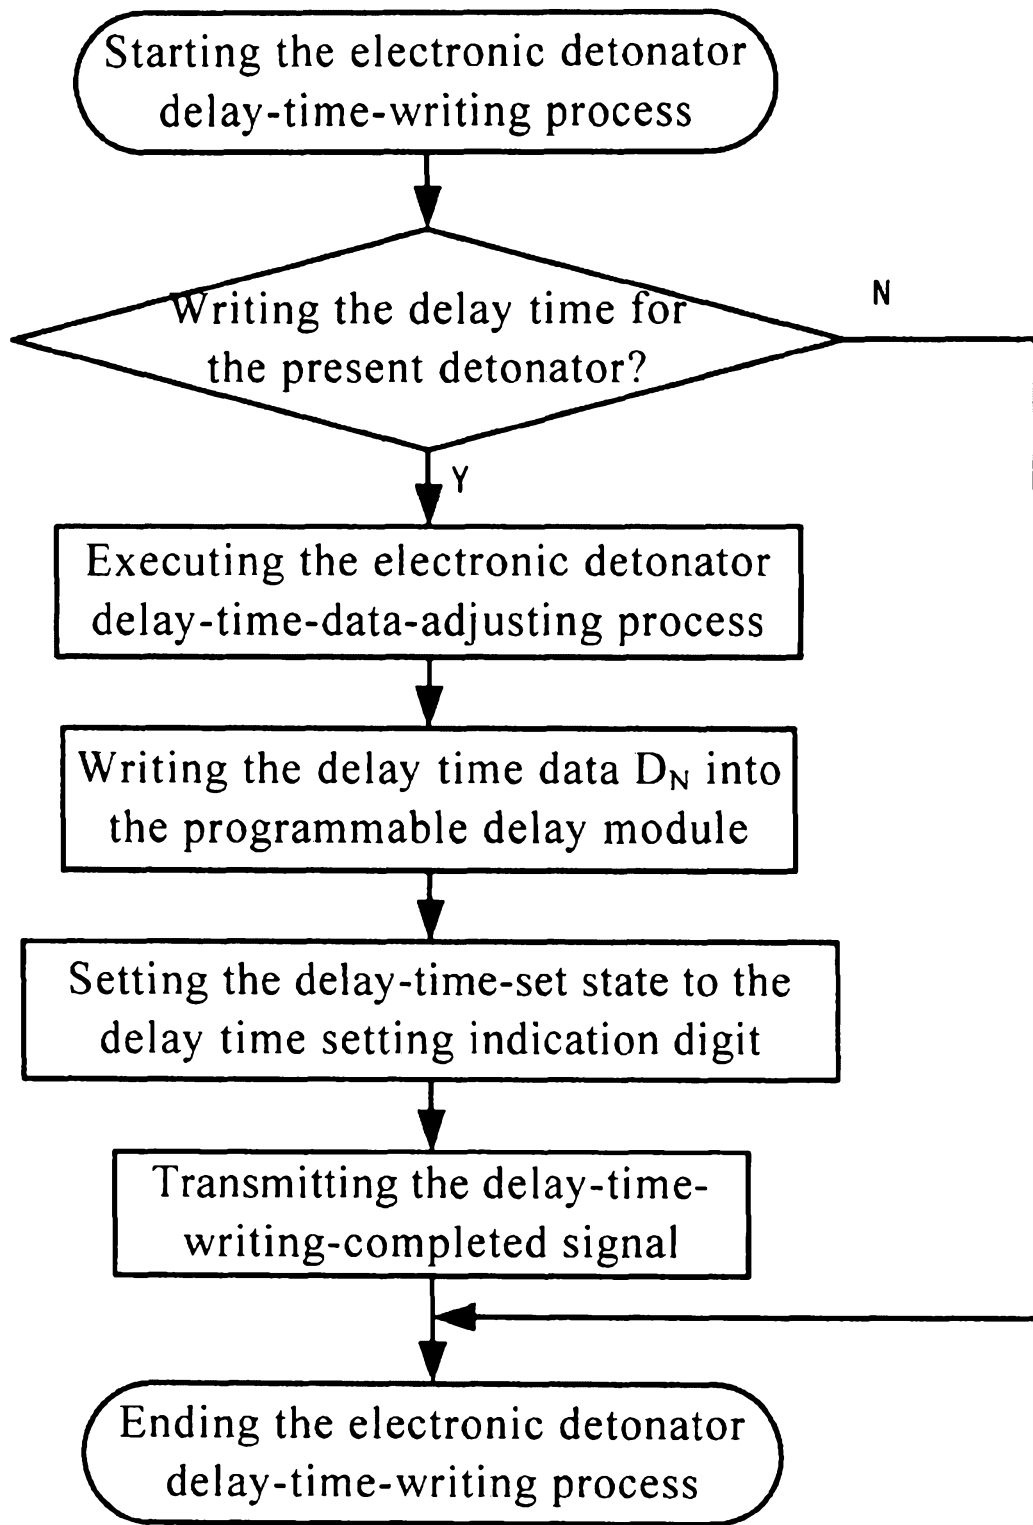 Starting the electronic detonator
delay-time-writing process
Writing the delay time for
the present detonator?
N
Y
Executing the electronic detonator
delay-time-data-adjusting process
Writing the delay time data D_N into
the programmable delay module
Setting the delay-time-set state to the
delay time setting indication digit
Transmitting the delay-time-
writing-completed signal
Ending the electronic detonator
delay-time-writing process